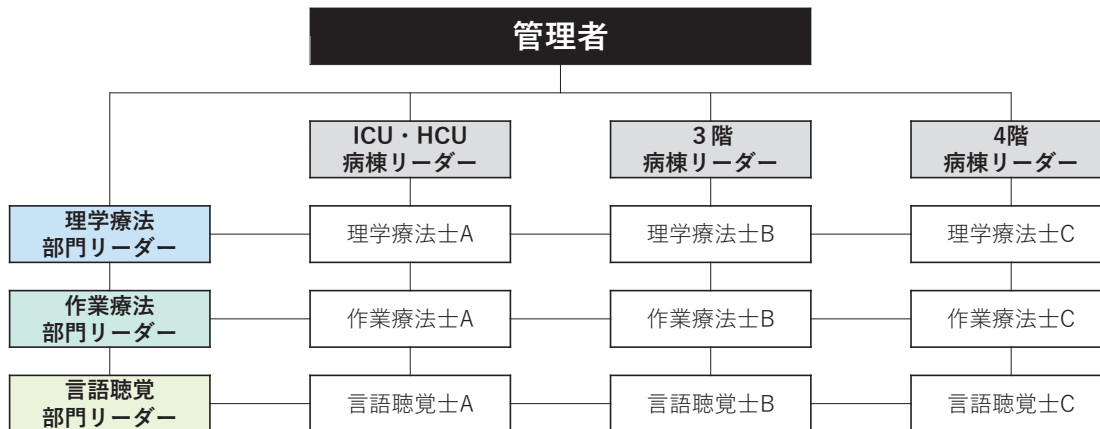 管理者
ICU・HCU
病棟リーダー
3階
病棟リーダー
4階
病棟リーダー
理学療法
部門リーダー
理学療法士A
理学療法士B
理学療法士C
作業療法
部門リーダー
作業療法士A
作業療法士B
作業療法士C
言語聴覚
部門リーダー
言語聴覚士A
言語聴覚士B
言語聴覚士C